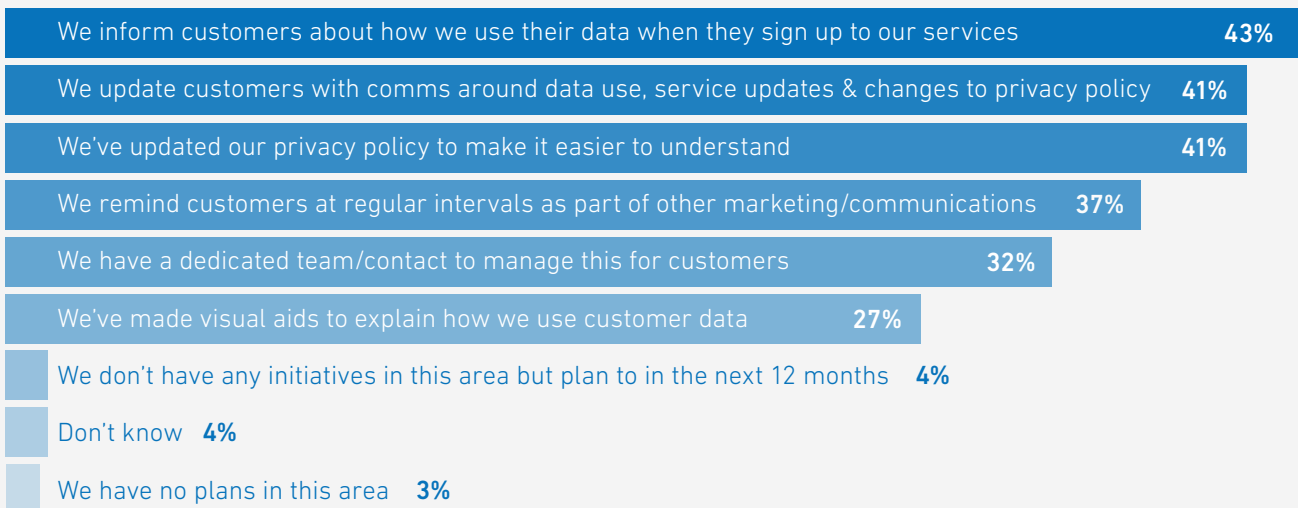 We inform customers about how we use their data when they sign up to our services 43%
We update customers with comms around data use, service updates & changes to privacy policy 41%
We’ve updated our privacy policy to make it easier to understand 41%
We remind customers at regular intervals as part of other marketing/communications 37%
We have a dedicated team/contact to manage this for customers 32%
We’ve made visual aids to explain how we use customer data 27%
We don’t have any initiatives in this area but plan to in the next 12 months 4%
Don’t know 4%
We have no plans in this area 3%